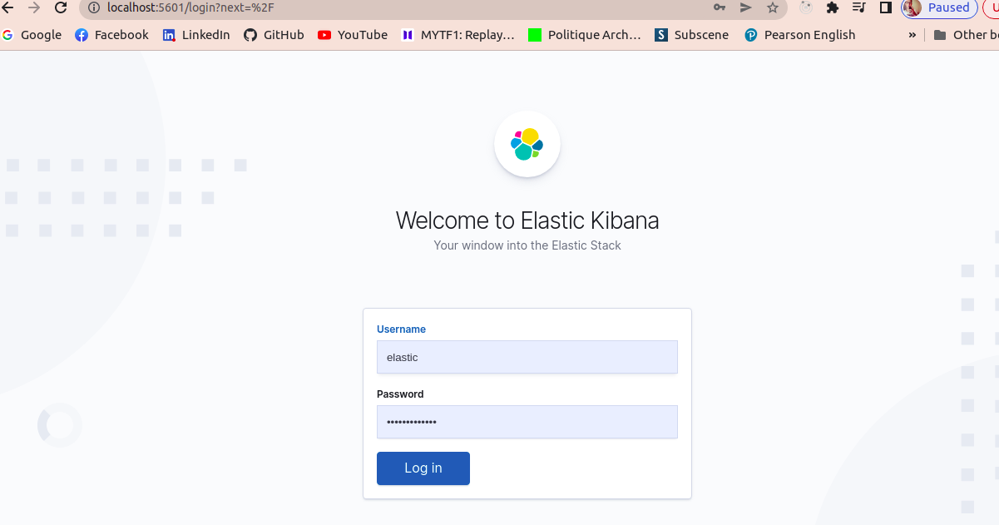 localhost:5601/login?next=%2F
Paused
Google Facebook LinkedIn GitHub YouTube MYTF1: Replay... Politique Arch... Subscene Pearson English » Other
Welcome to Elastic Kibana
Your window into the Elastic Stack
Username
elastic
Password
•••••••••••••
Log in